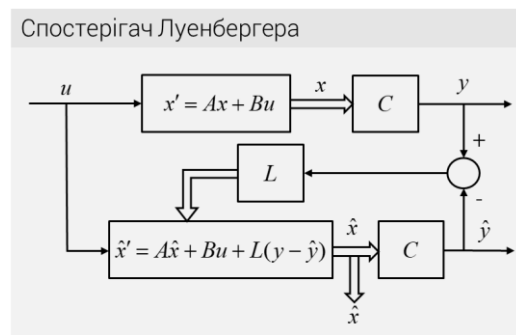 Спостерігач Луенбергера
u
x' = Ax + Bu
x
C
y
+
L
-
x̂' = Ax̂ + Bu + L(y − ŷ)
x̂
C
ŷ
x̂